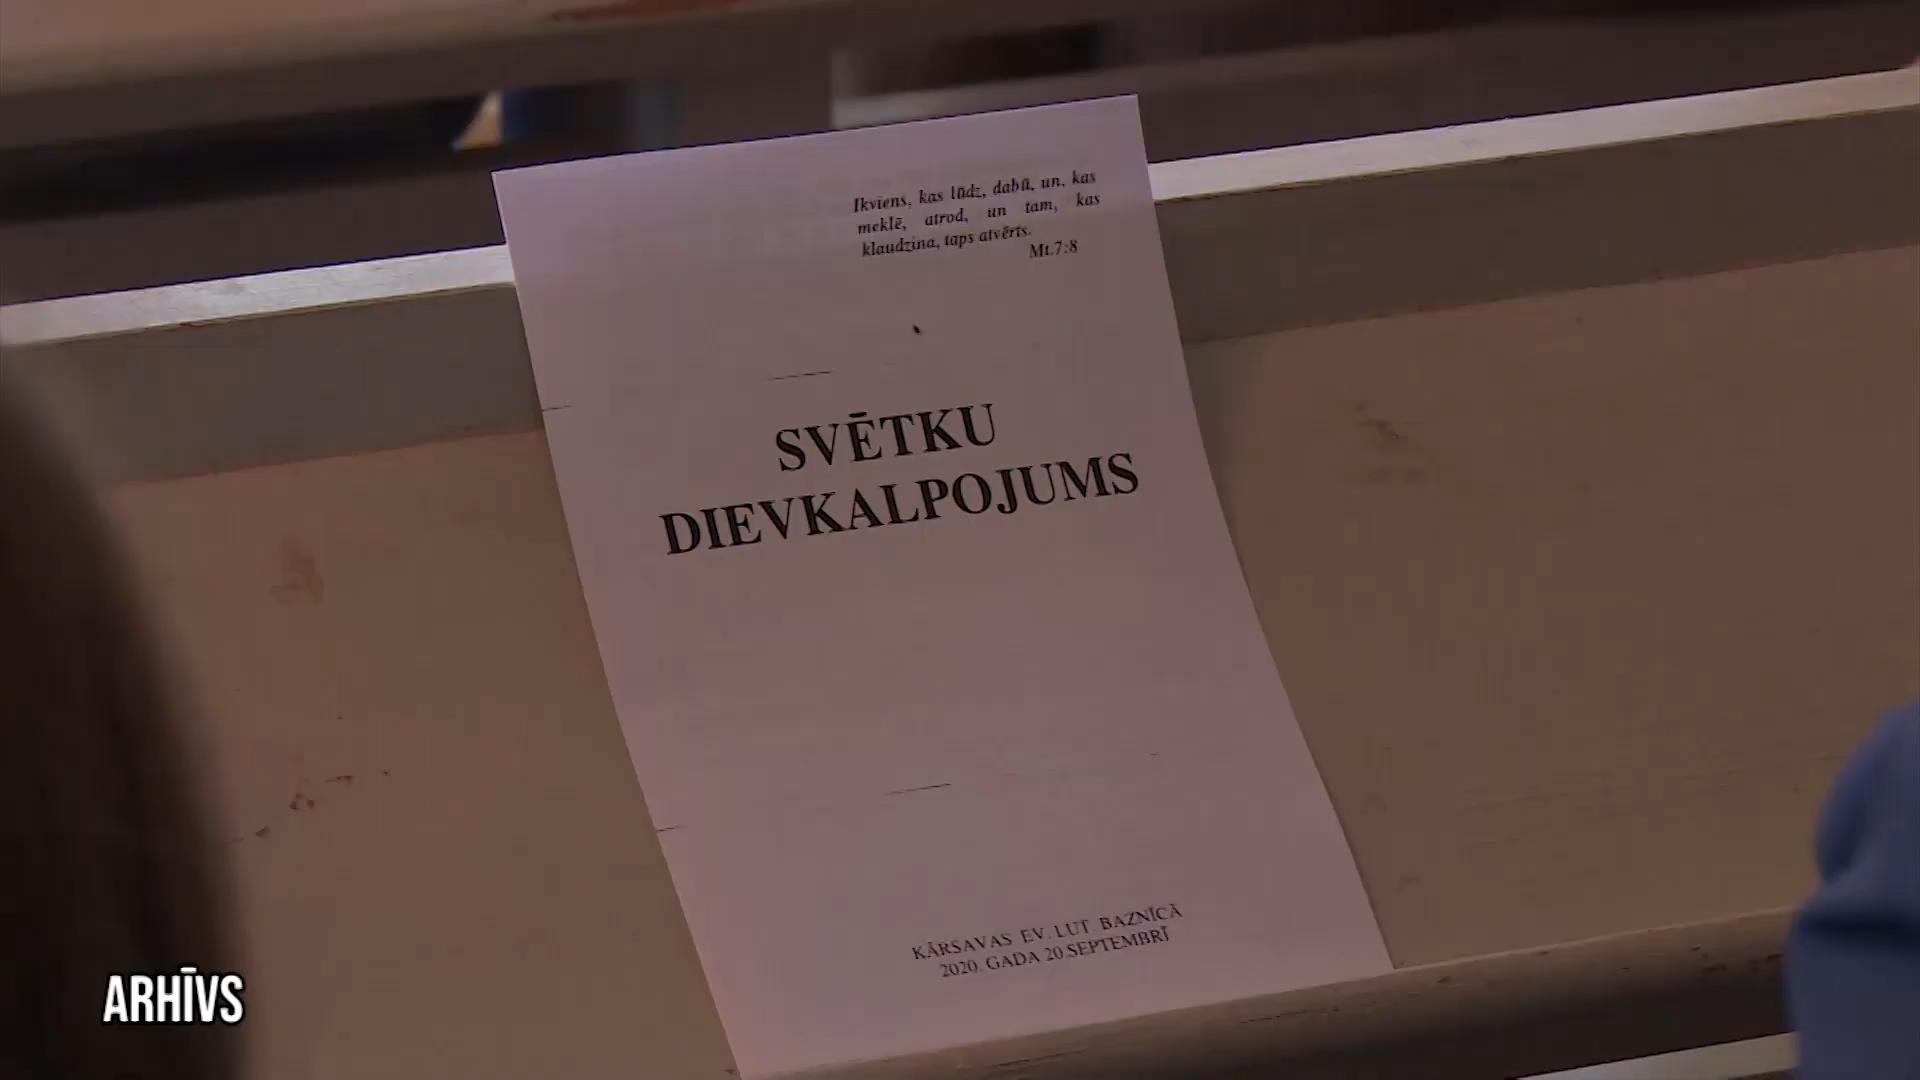 Ikviens, kas lūdz, dabū, un, kas
meklē, atrod, un tam, kas
klaudzina, taps atvērts.
Mt.7:8
SVĒTKU
DIEVKALPOJUMS
KĀRSAVAS EV. LUT. BAZNĪCĀ
2020. GADA 20.SEPTEMBRĪ
ARHĪVS